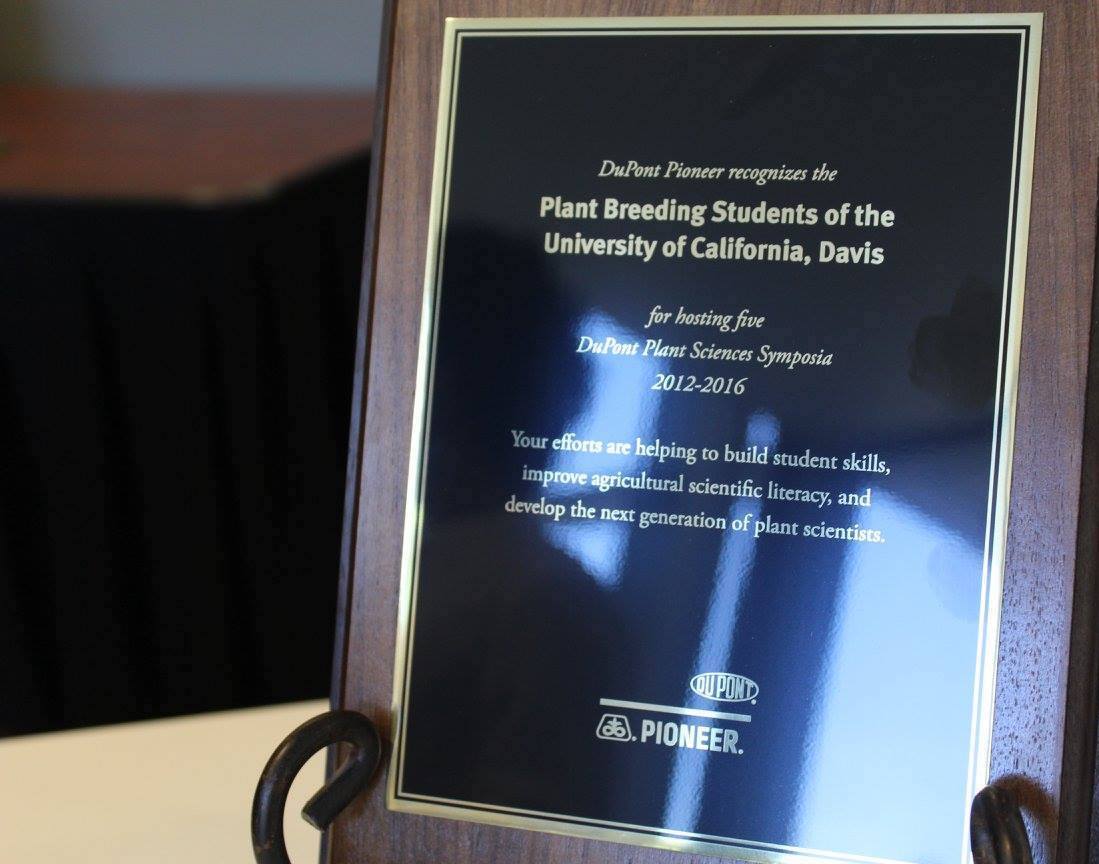 DuPont Pioneer recognizes the
Plant Breeding Students of the
University of California, Davis
for hosting five
DuPont Plant Sciences Symposia
2012-2016
Your efforts are helping to build student skills,
improve agricultural scientific literacy, and
develop the next generation of plant scientists.
DUPONT®
PIONEER®